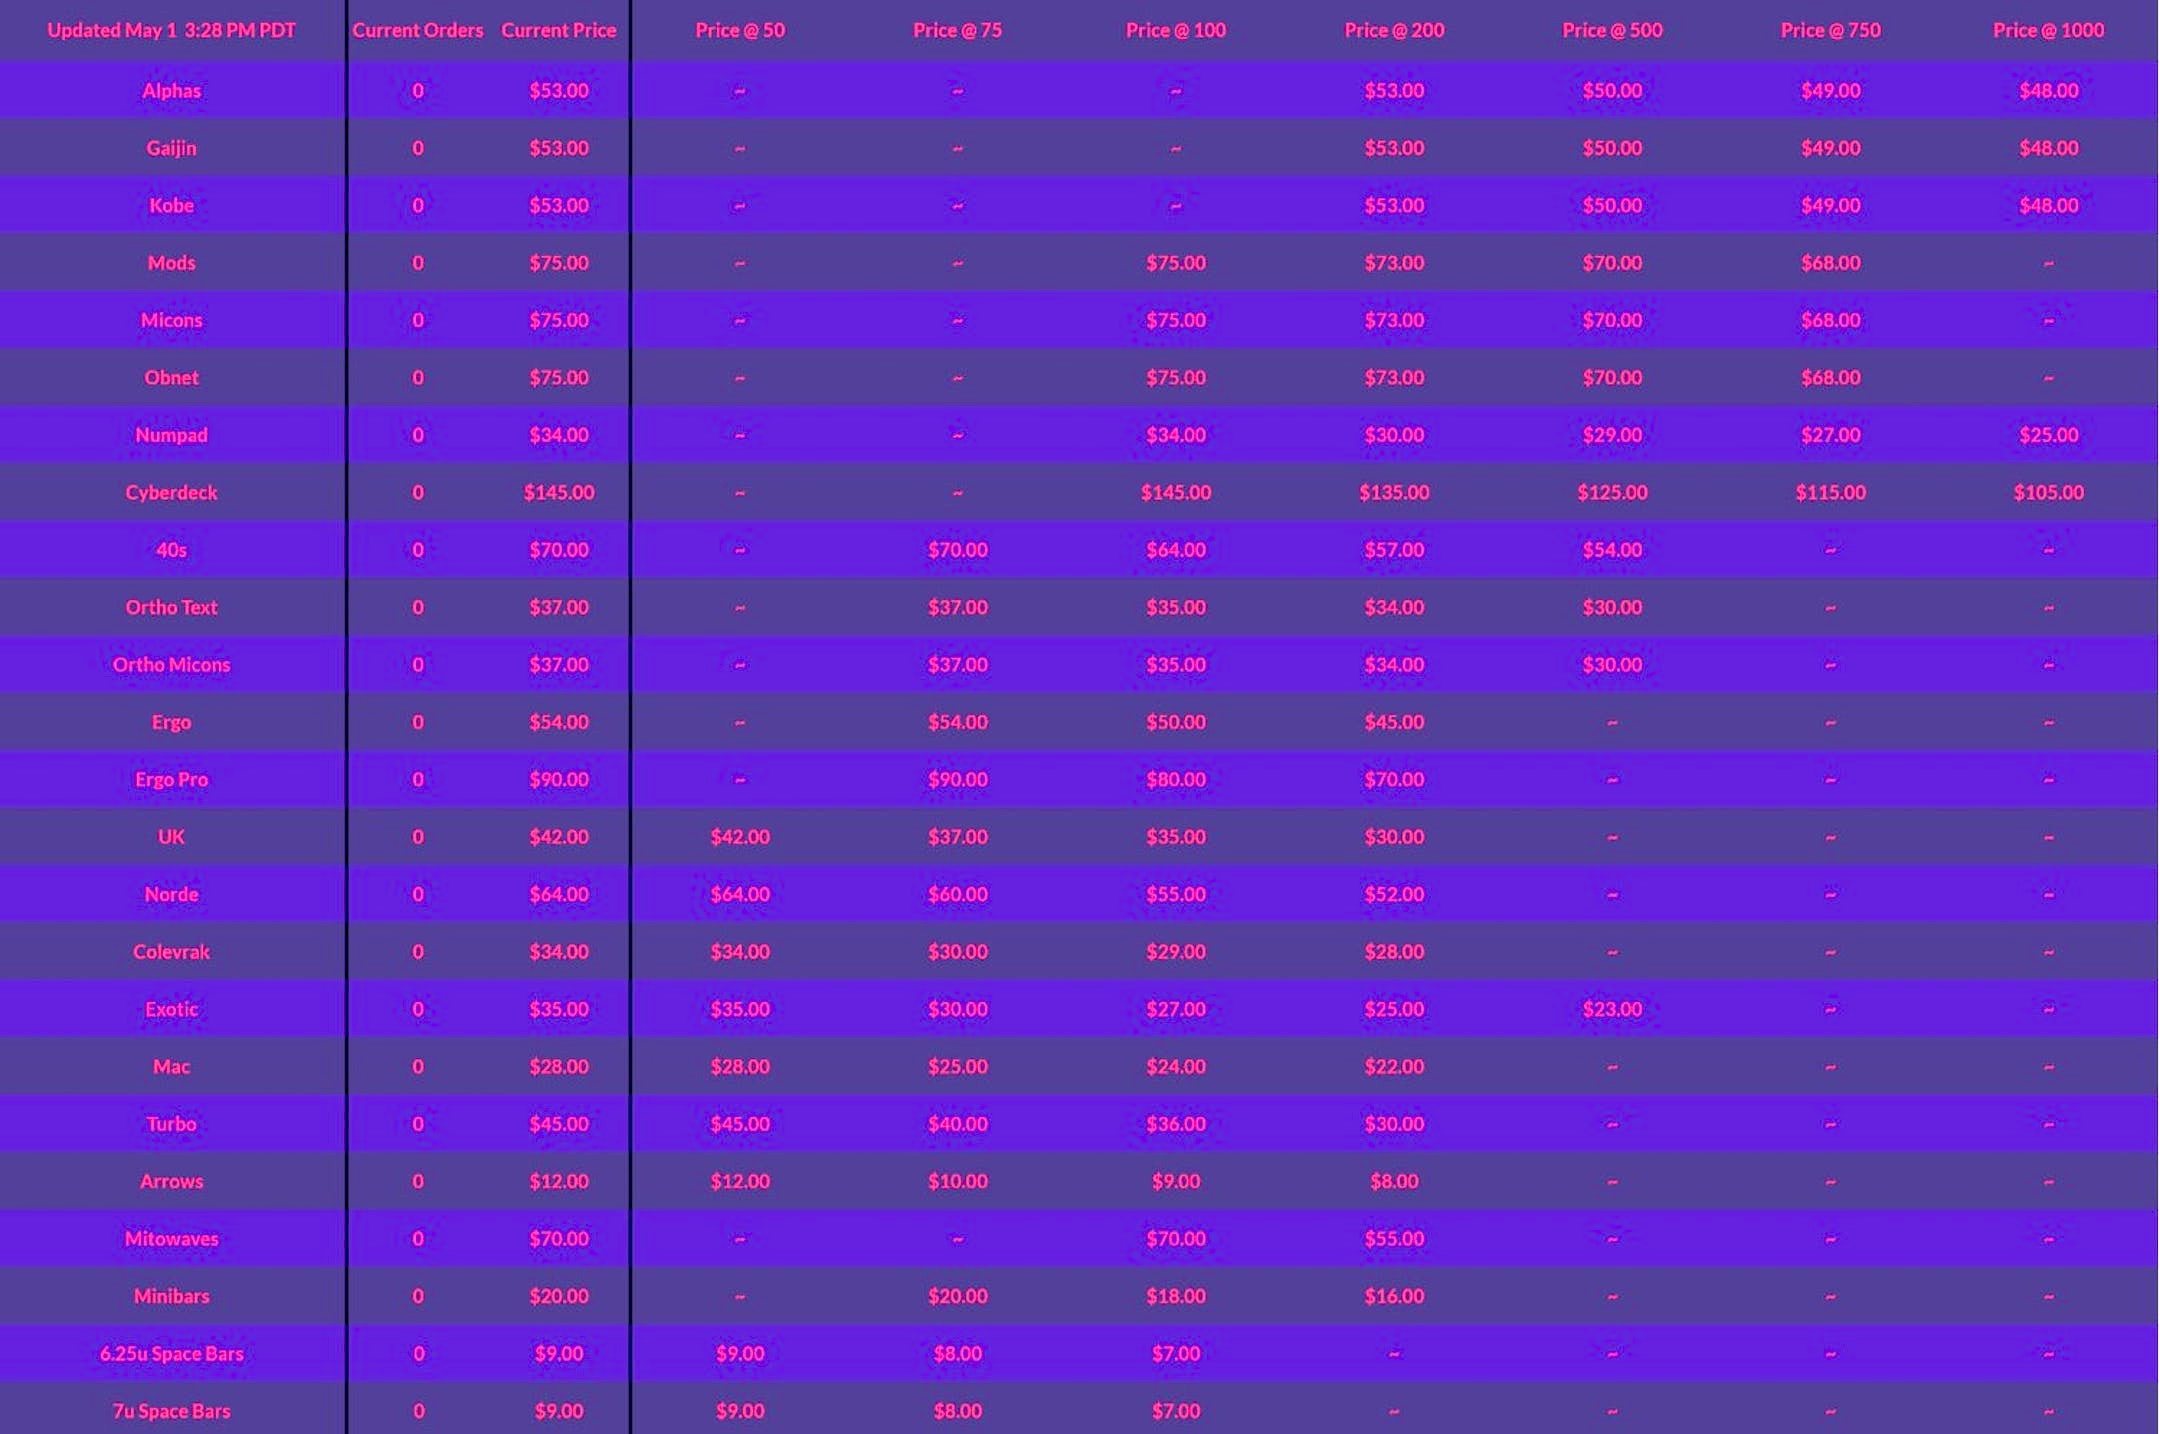 Updated May 1 3:28 PM PDT Current Orders Current Price Price @ 50 Price @ 75 Price @ 100 Price @ 200 Price @ 500 Price @ 750 Price @ 1000
Alphas 0 $53.00 ~ ~ ~ $53.00 $50.00 $49.00 $48.00
Gaijin 0 $53.00 ~ ~ ~ $53.00 $50.00 $49.00 $48.00
Kobe 0 $53.00 ~ ~ ~ $53.00 $50.00 $49.00 $48.00
Mods 0 $75.00 ~ ~ $75.00 $73.00 $70.00 $68.00 ~
Micons 0 $75.00 ~ ~ $75.00 $73.00 $70.00 $68.00 ~
Obnet 0 $75.00 ~ ~ $75.00 $73.00 $70.00 $68.00 ~
Numpad 0 $34.00 ~ ~ $34.00 $30.00 $29.00 $27.00 $25.00
Cyberdeck 0 $145.00 ~ ~ $145.00 $135.00 $125.00 $115.00 $105.00
40s 0 $70.00 ~ $70.00 $64.00 $57.00 $54.00 ~ ~
Ortho Text 0 $37.00 ~ $37.00 $35.00 $34.00 $30.00 ~ ~
Ortho Micons 0 $37.00 ~ $37.00 $35.00 $34.00 $30.00 ~ ~
Ergo 0 $54.00 ~ $54.00 $50.00 $45.00 ~ ~ ~
Ergo Pro 0 $90.00 ~ $90.00 $80.00 $70.00 ~ ~ ~
UK 0 $42.00 $42.00 $37.00 $35.00 $30.00 ~ ~ ~
Norde 0 $64.00 $64.00 $60.00 $55.00 $52.00 ~ ~ ~
Colevrak 0 $34.00 $34.00 $30.00 $29.00 $28.00 ~ ~ ~
Exotic 0 $35.00 $35.00 $30.00 $27.00 $25.00 $23.00 ~ ~
Mac 0 $28.00 $28.00 $25.00 $24.00 $22.00 ~ ~ ~
Turbo 0 $45.00 $45.00 $40.00 $36.00 $30.00 ~ ~ ~
Arrows 0 $12.00 $12.00 $10.00 $9.00 $8.00 ~ ~ ~
Mitowaves 0 $70.00 ~ ~ $70.00 $55.00 ~ ~ ~
Minibars 0 $20.00 ~ $20.00 $18.00 $16.00 ~ ~ ~
6.25u Space Bars 0 $9.00 $9.00 $8.00 $7.00 ~ ~ ~ ~
7u Space Bars 0 $9.00 $9.00 $8.00 $7.00 ~ ~ ~ ~